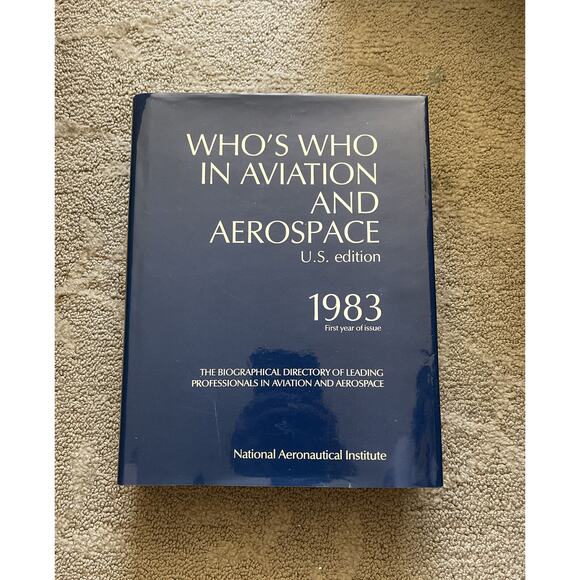 WHO'S WHO
IN AVIATION
AND
AEROSPACE
U.S. edition
1983
First year of issue
THE BIOGRAPHICAL DIRECTORY OF LEADING
PROFESSIONALS IN AVIATION AND AEROSPACE
National Aeronautical Institute